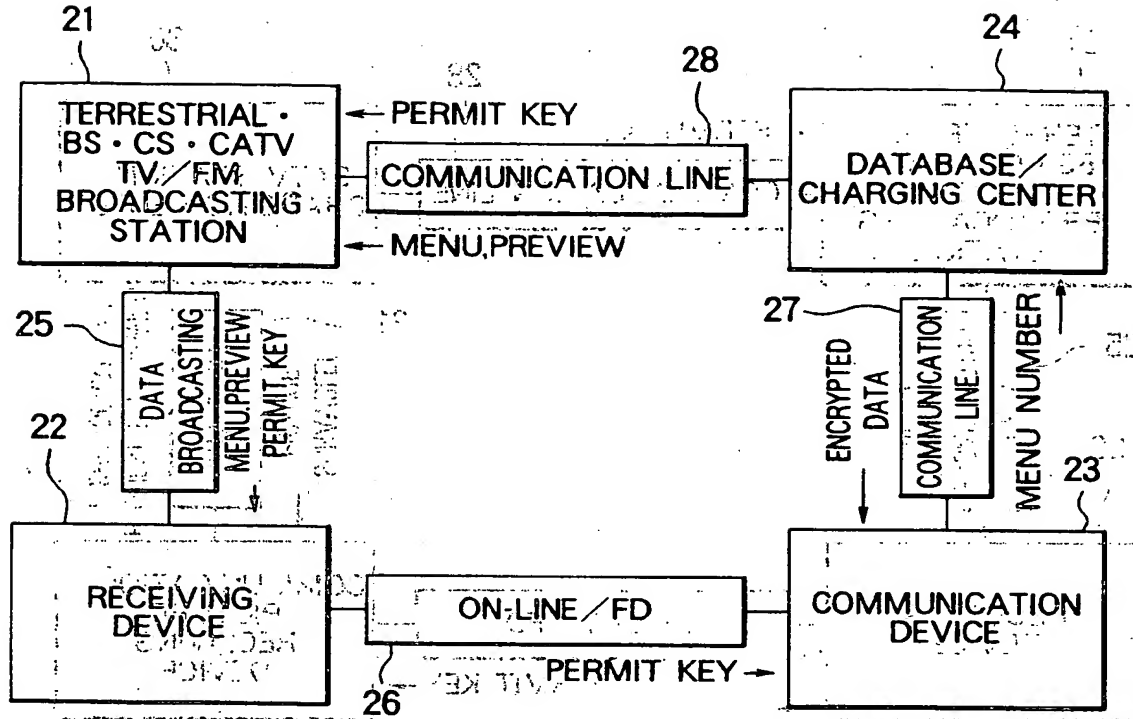 21
24
28
TERRESTRIAL・
BS・CS・CATV
TV/FM
BROADCASTING
STATION
← PERMIT KEY
COMMUNICATION LINE
← MENU,PREVIEW
DATABASE/
CHARGING CENTER
25
DATA
BROADCASTING
MENU,PREVIEW
PERMIT KEY
27
ENCRYPTED
DATA
COMMUNICATION
LINE
MENU NUMBER
22
23
RECEIVING
DEVICE
ON-LINE/FD
COMMUNICATION
DEVICE
26
PERMIT KEY →